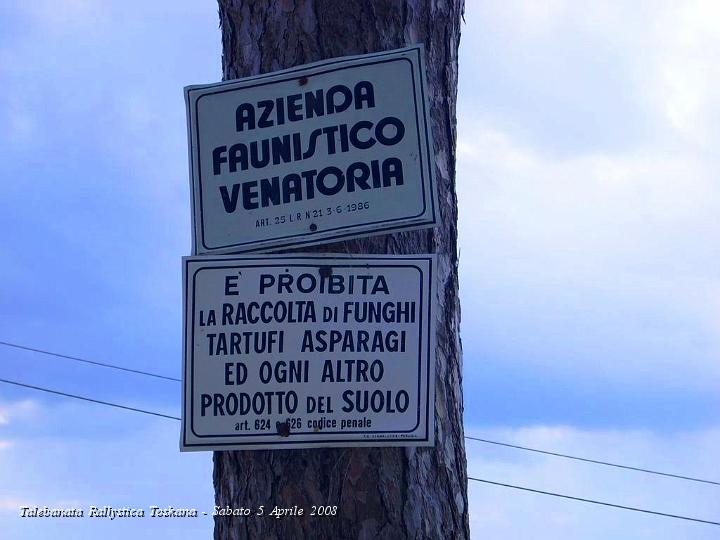 AZIENDA
FAUNISTICO
VENATORIA
ART. 25 L.R. N°21 3-6-1986
E' PROIBITA
LA RACCOLTA DI FUNGHI
TARTUFI ASPARAGI
ED OGNI ALTRO
PRODOTTO DEL SUOLO
art. 624 e 626 codice penale
Talebanata Rallystica Toskana - Sabato 5 Aprile 2008